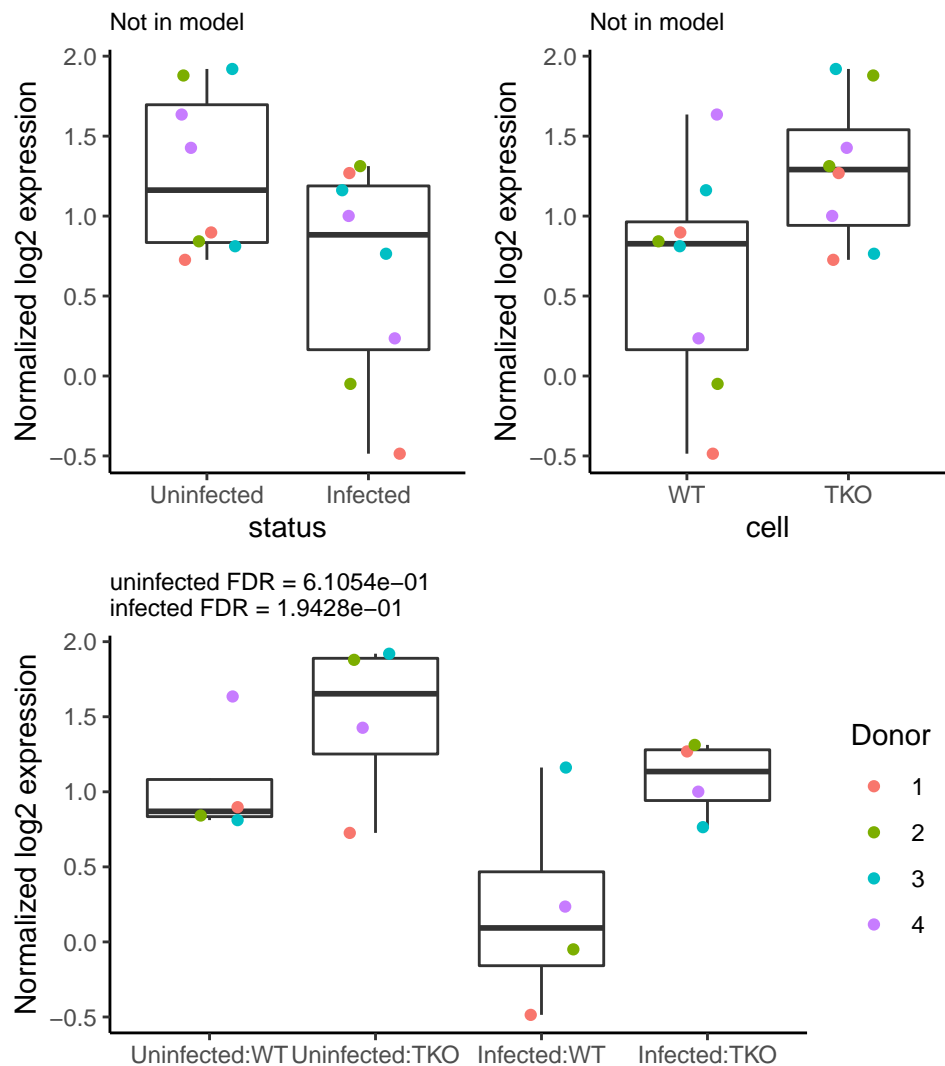 Not in model
Normalized log2 expression
2.0
1.5
1.0
0.5
0.0
−0.5
Uninfected Infected
status
Not in model
Normalized log2 expression
2.0
1.5
1.0
0.5
0.0
−0.5
WT TKO
cell
uninfected FDR = 6.1054e−01
infected FDR = 1.9428e−01
Normalized log2 expression
2.0
1.5
1.0
0.5
0.0
−0.5
Uninfected:WT Uninfected:TKO Infected:WT Infected:TKO
Donor
1
2
3
4